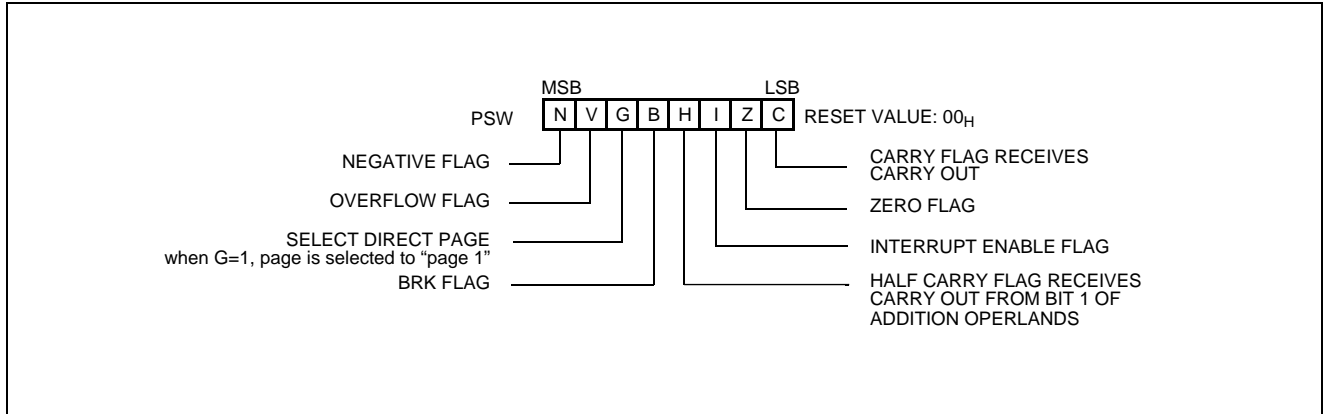 MSB LSB
PSW N V G B H I Z C RESET VALUE: 00H
NEGATIVE FLAG
OVERFLOW FLAG
SELECT DIRECT PAGE
when G=1, page is selected to “page 1”
BRK FLAG
CARRY FLAG RECEIVES
CARRY OUT
ZERO FLAG
INTERRUPT ENABLE FLAG
HALF CARRY FLAG RECEIVES
CARRY OUT FROM BIT 1 OF
ADDITION OPERLANDS